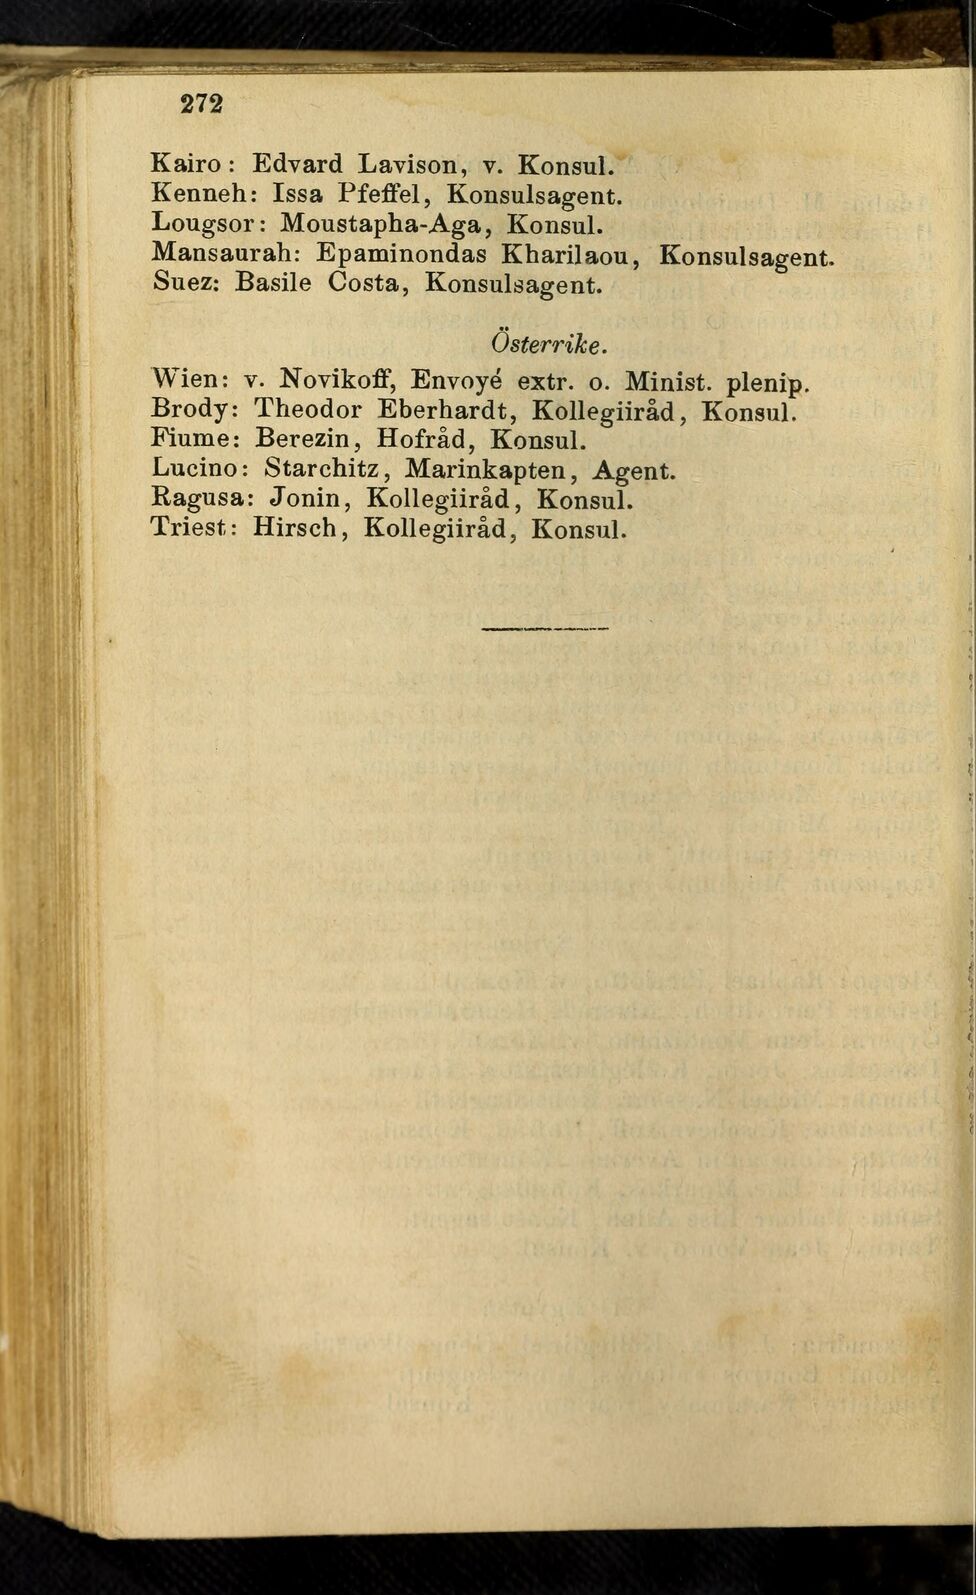 272
Kairo: Edvard Lavison, v. Konsul.
Kenneh: Issa Pfeffel, Konsulsagent.
Lougsor: Moustapha-Aga, Konsul.
Mansaurah: Epaminondas Kharilaou, Konsulsagent.
Suez: Basile Costa, Konsulsagent.
Österrike.
Wien: v. Novikoff, Envoyé extr. o. Minist. plenip.
Brody: Theodor Eberhardt, Kollegiiråd, Konsul.
Fiume: Berezin, Hofråd, Konsul.
Lucino: Starchitz, Marinkapten, Agent.
Ragusa: Jonin, Kollegiiråd, Konsul.
Triest: Hirsch, Kollegiiråd, Konsul.